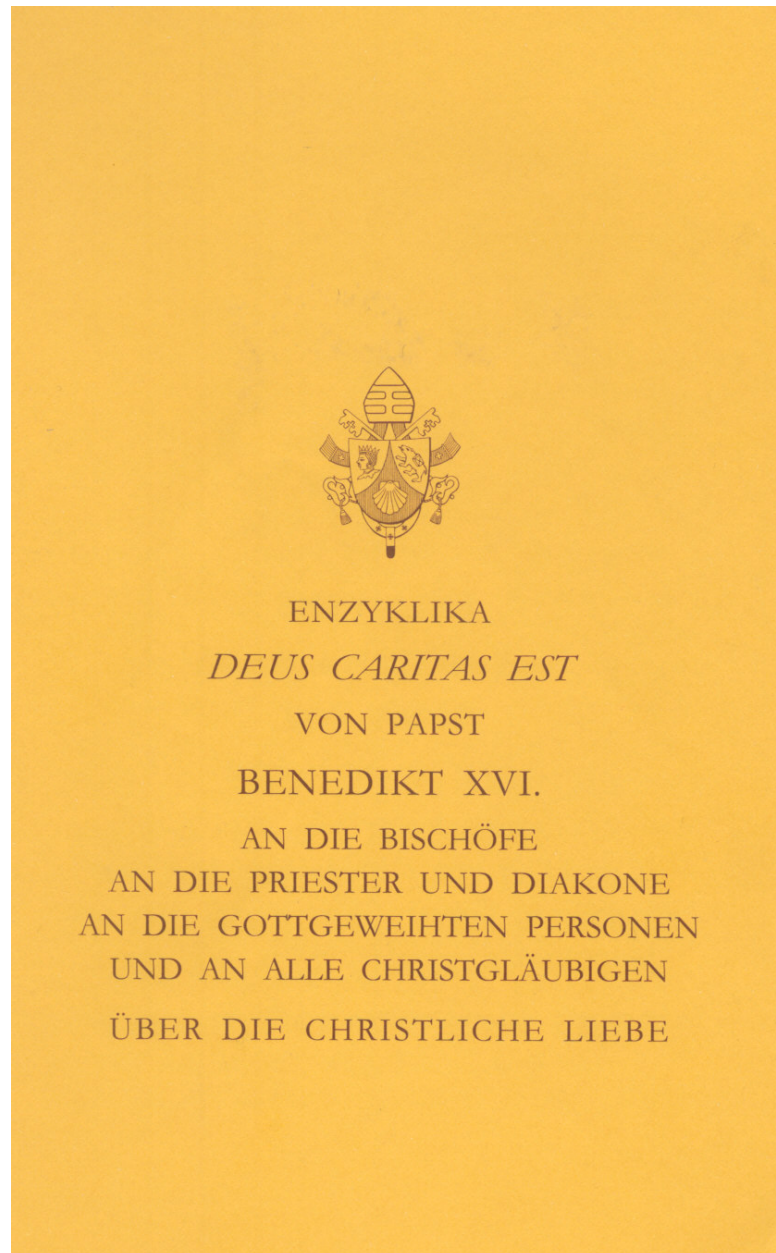 ENZYKLIKA
DEUS CARITAS EST
VON PAPST
BENEDIKT XVI.
AN DIE BISCHÖFE
AN DIE PRIESTER UND DIAKONE
AN DIE GOTTGEWEIHTEN PERSONEN
UND AN ALLE CHRISTGLÄUBIGEN
ÜBER DIE CHRISTLICHE LIEBE